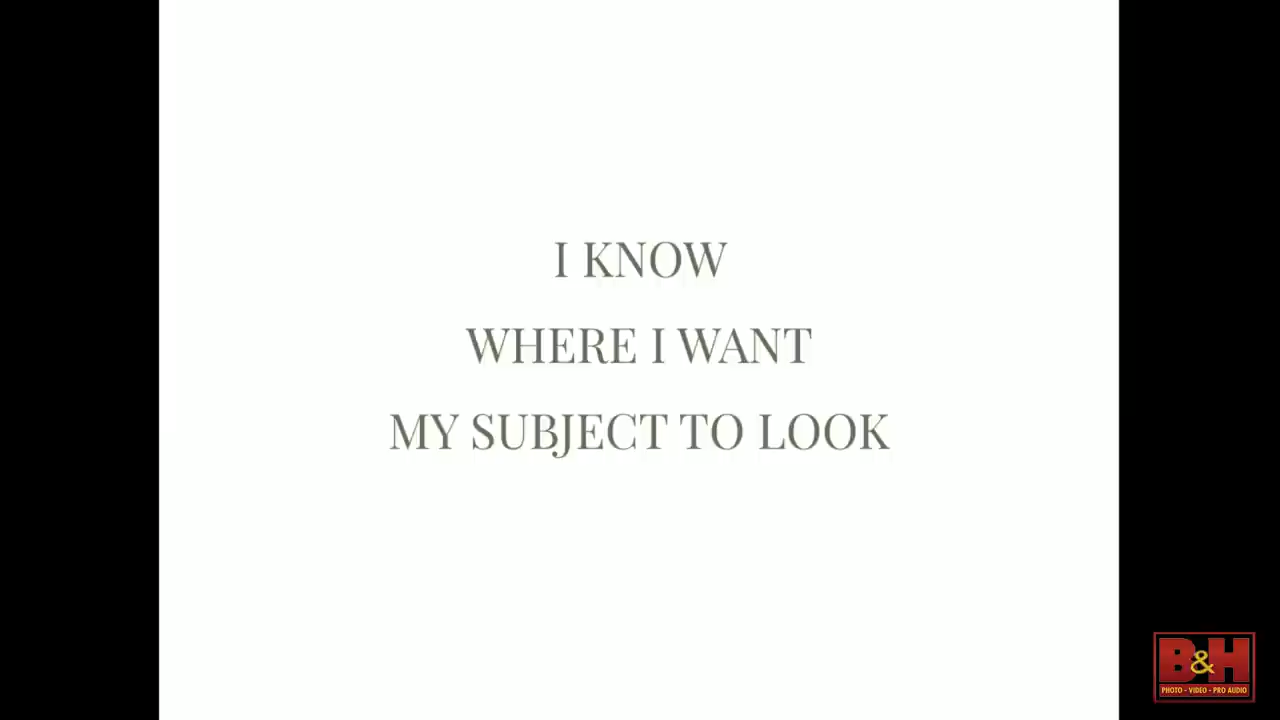 I KNOW
WHERE I WANT
MY SUBJECT TO LOOK
B&H
PHOTO - VIDEO - PRO AUDIO